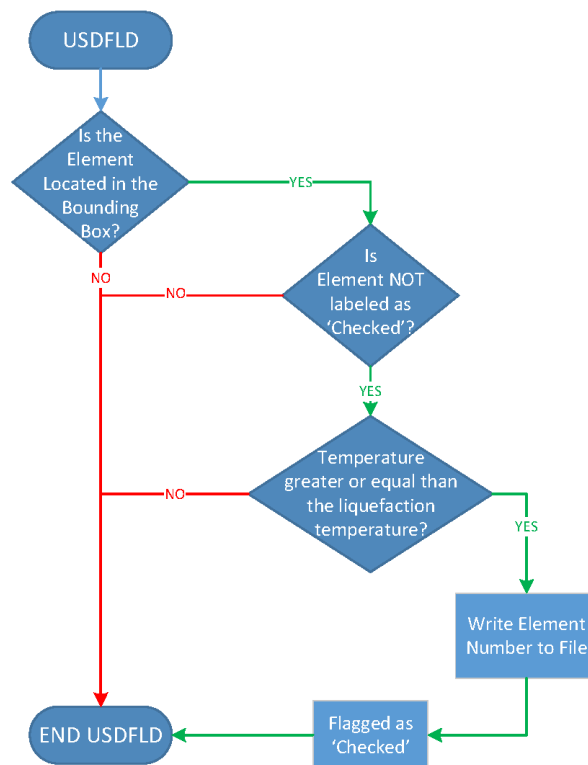 USDFLD
Is the
Element
Located in the
Bounding
Box?
YES
NO
Is
Element NOT
labeled as
‘Checked’?
NO
YES
Temperature
greater or equal than
the liquefaction
temperature?
NO
YES
Write Element
Number to File
Flagged as
‘Checked’
END USDFLD